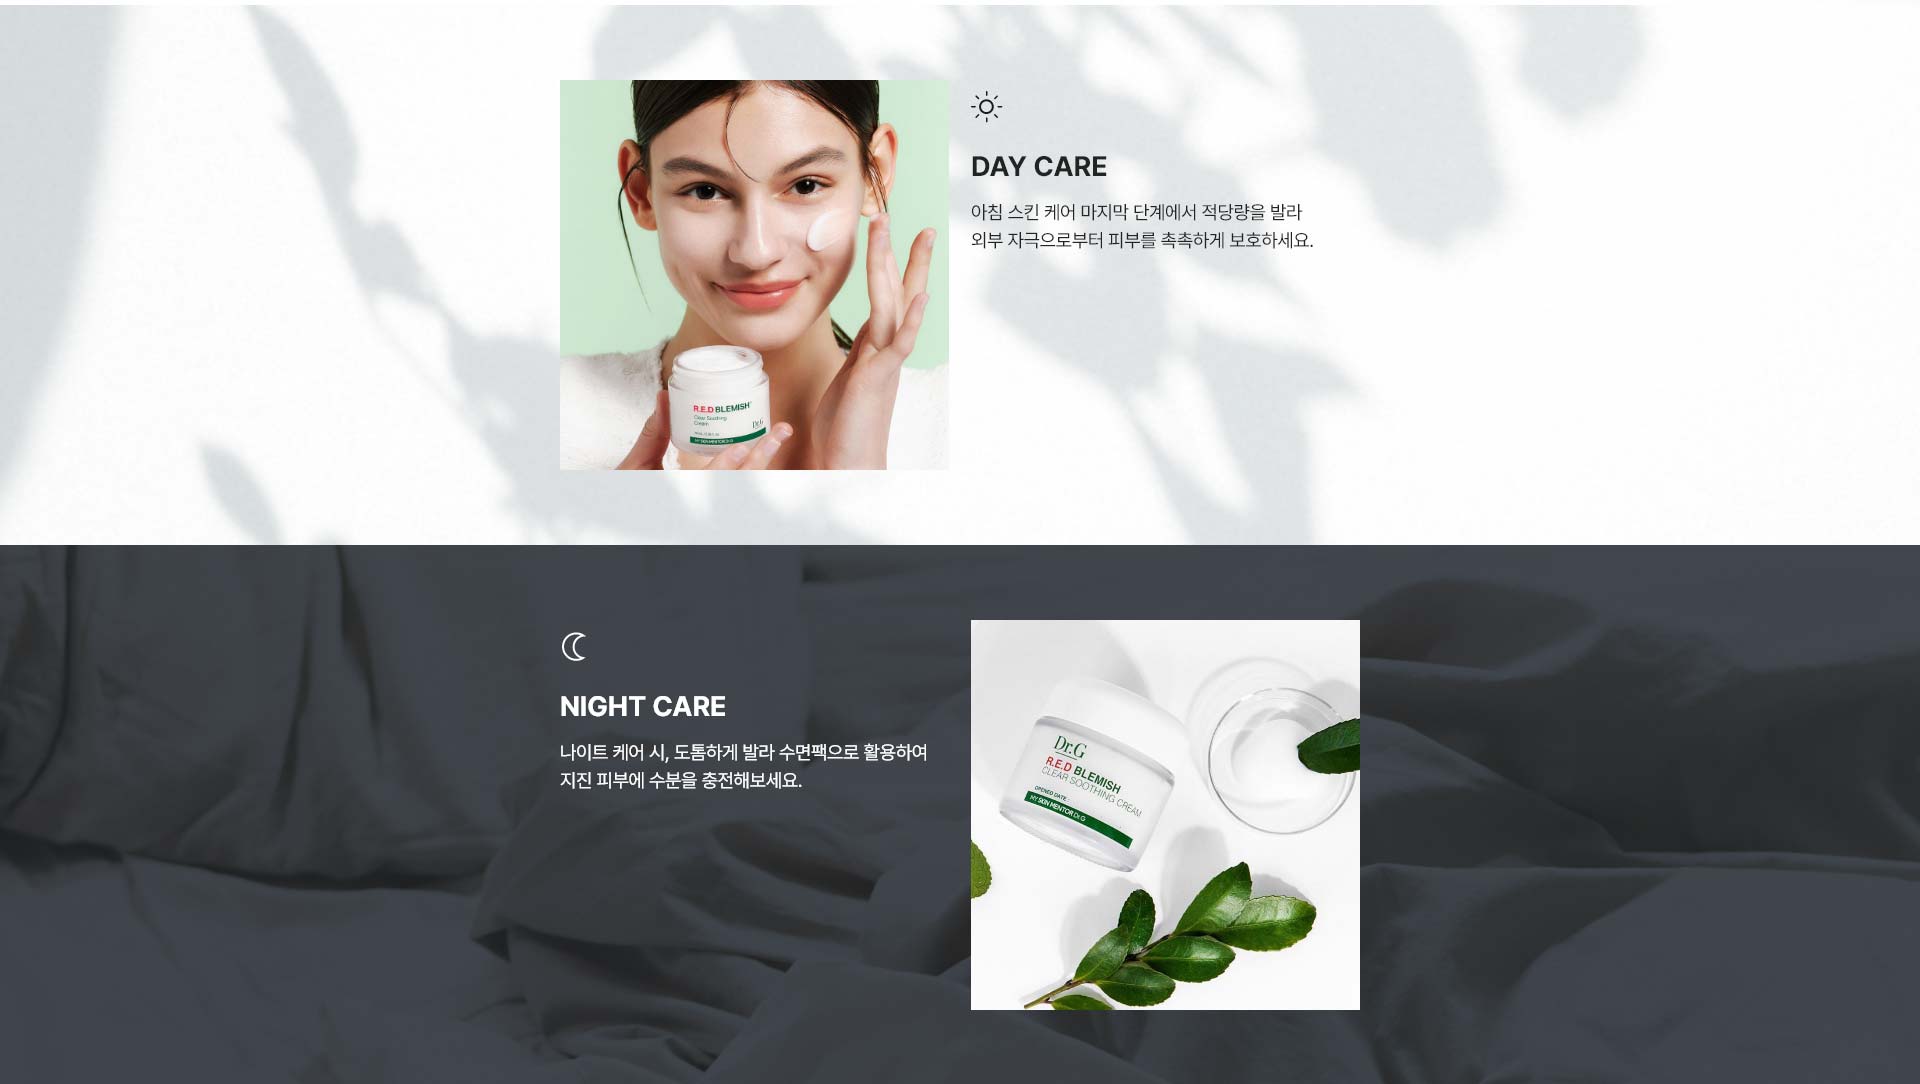 DAY CARE
아침 스킨 케어 마지막 단계에서 적당량을 발라
외부 자극으로부터 피부를 촉촉하게 보호하세요.
R.E.D BLEMISH
Clear Soothing
Cream
Dr.G
MY SKIN MENTOR Dr.G
NIGHT CARE
나이트 케어 시, 도톰하게 발라 수면팩으로 활용하여
지진 피부에 수분을 충전해보세요.
Dr.G
R.E.D BLEMISH
CLEAR SOOTHING CREAM
OPENED DATE
MY SKIN MENTOR Dr.G